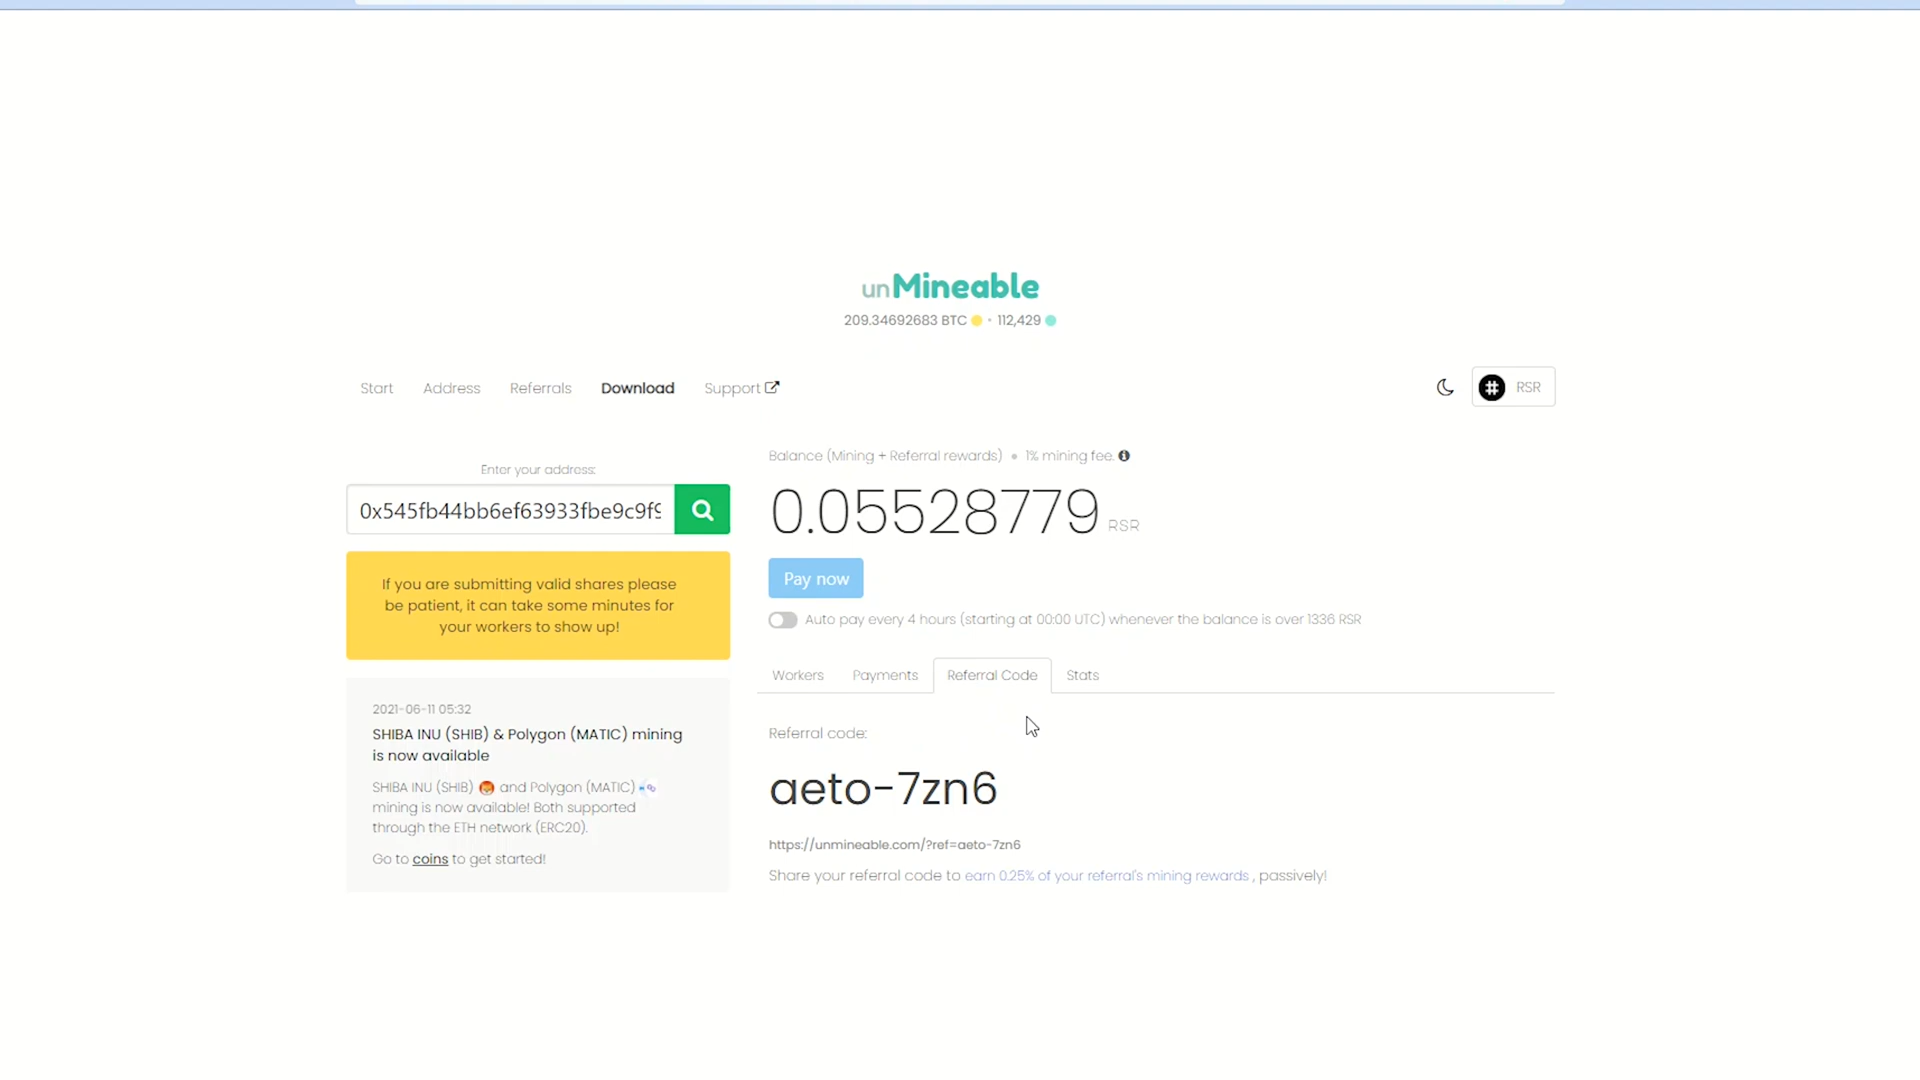 unMineable
209.34692683 BTC • 112,429
Start Address Referrals Download Support
RSR
Enter your address:
0x545fb44bb6ef63933fbe9c9f9
If you are submitting valid shares please
be patient, it can take some minutes for
your workers to show up!
2021-06-11 05:32
SHIBA INU (SHIB) & Polygon (MATIC) mining
is now available
SHIBA INU (SHIB) and Polygon (MATIC)
mining is now available! Both supported
through the ETH network (ERC20).
Go to coins to get started!
Balance (Mining + Referral rewards) • 1% mining fee.
0.05528779 RSR
Pay now
Auto pay every 4 hours (starting at 00:00 UTC) whenever the balance is over 1336 RSR
Workers Payments Referral Code Stats
Referral code:
aeto-7zn6
https://unmineable.com/?ref=aeto-7zn6
Share your referral code to earn 0.25% of your referral's mining rewards , passively!